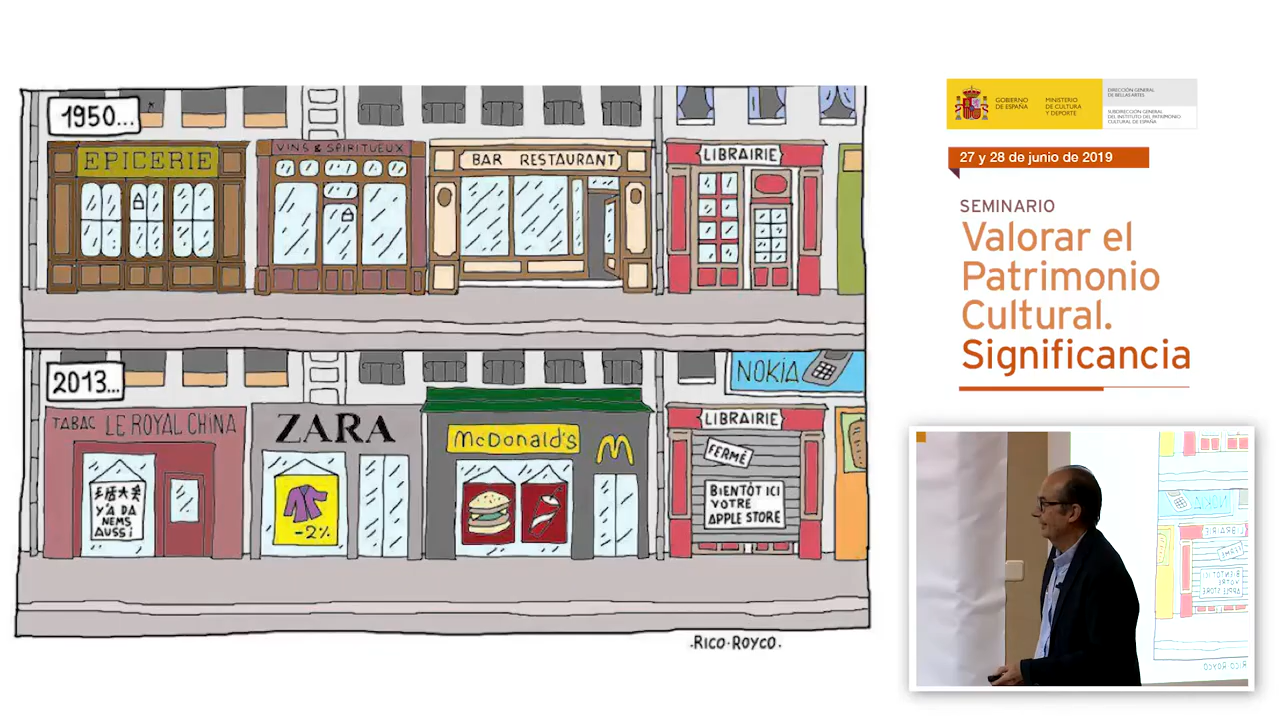 1950...
EPICERIE
VINS & SPIRITUEUX
BAR RESTAURANT
LIBRAIRIE
2013...
NOKIA
TABAC LE ROYAL CHINA
ZARA
McDONALD'S
LIBRAIRIE
FERMÉ
Y'A DA
NEMS
AUSSI
-2%
BIENTÔT ICI
VOTRE
APPLE STORE
.RICO.ROYCO.
GOBIERNO
DE ESPAÑA
MINISTERIO
DE CULTURA
Y DEPORTE
DIRECCIÓN GENERAL
DE BELLAS ARTES
SUBDIRECCIÓN GENERAL
DEL INSTITUTO DEL PATRIMONIO
CULTURAL DE ESPAÑA
27 y 28 de junio de 2019
SEMINARIO
Valorar el
Patrimonio
Cultural.
Significancia